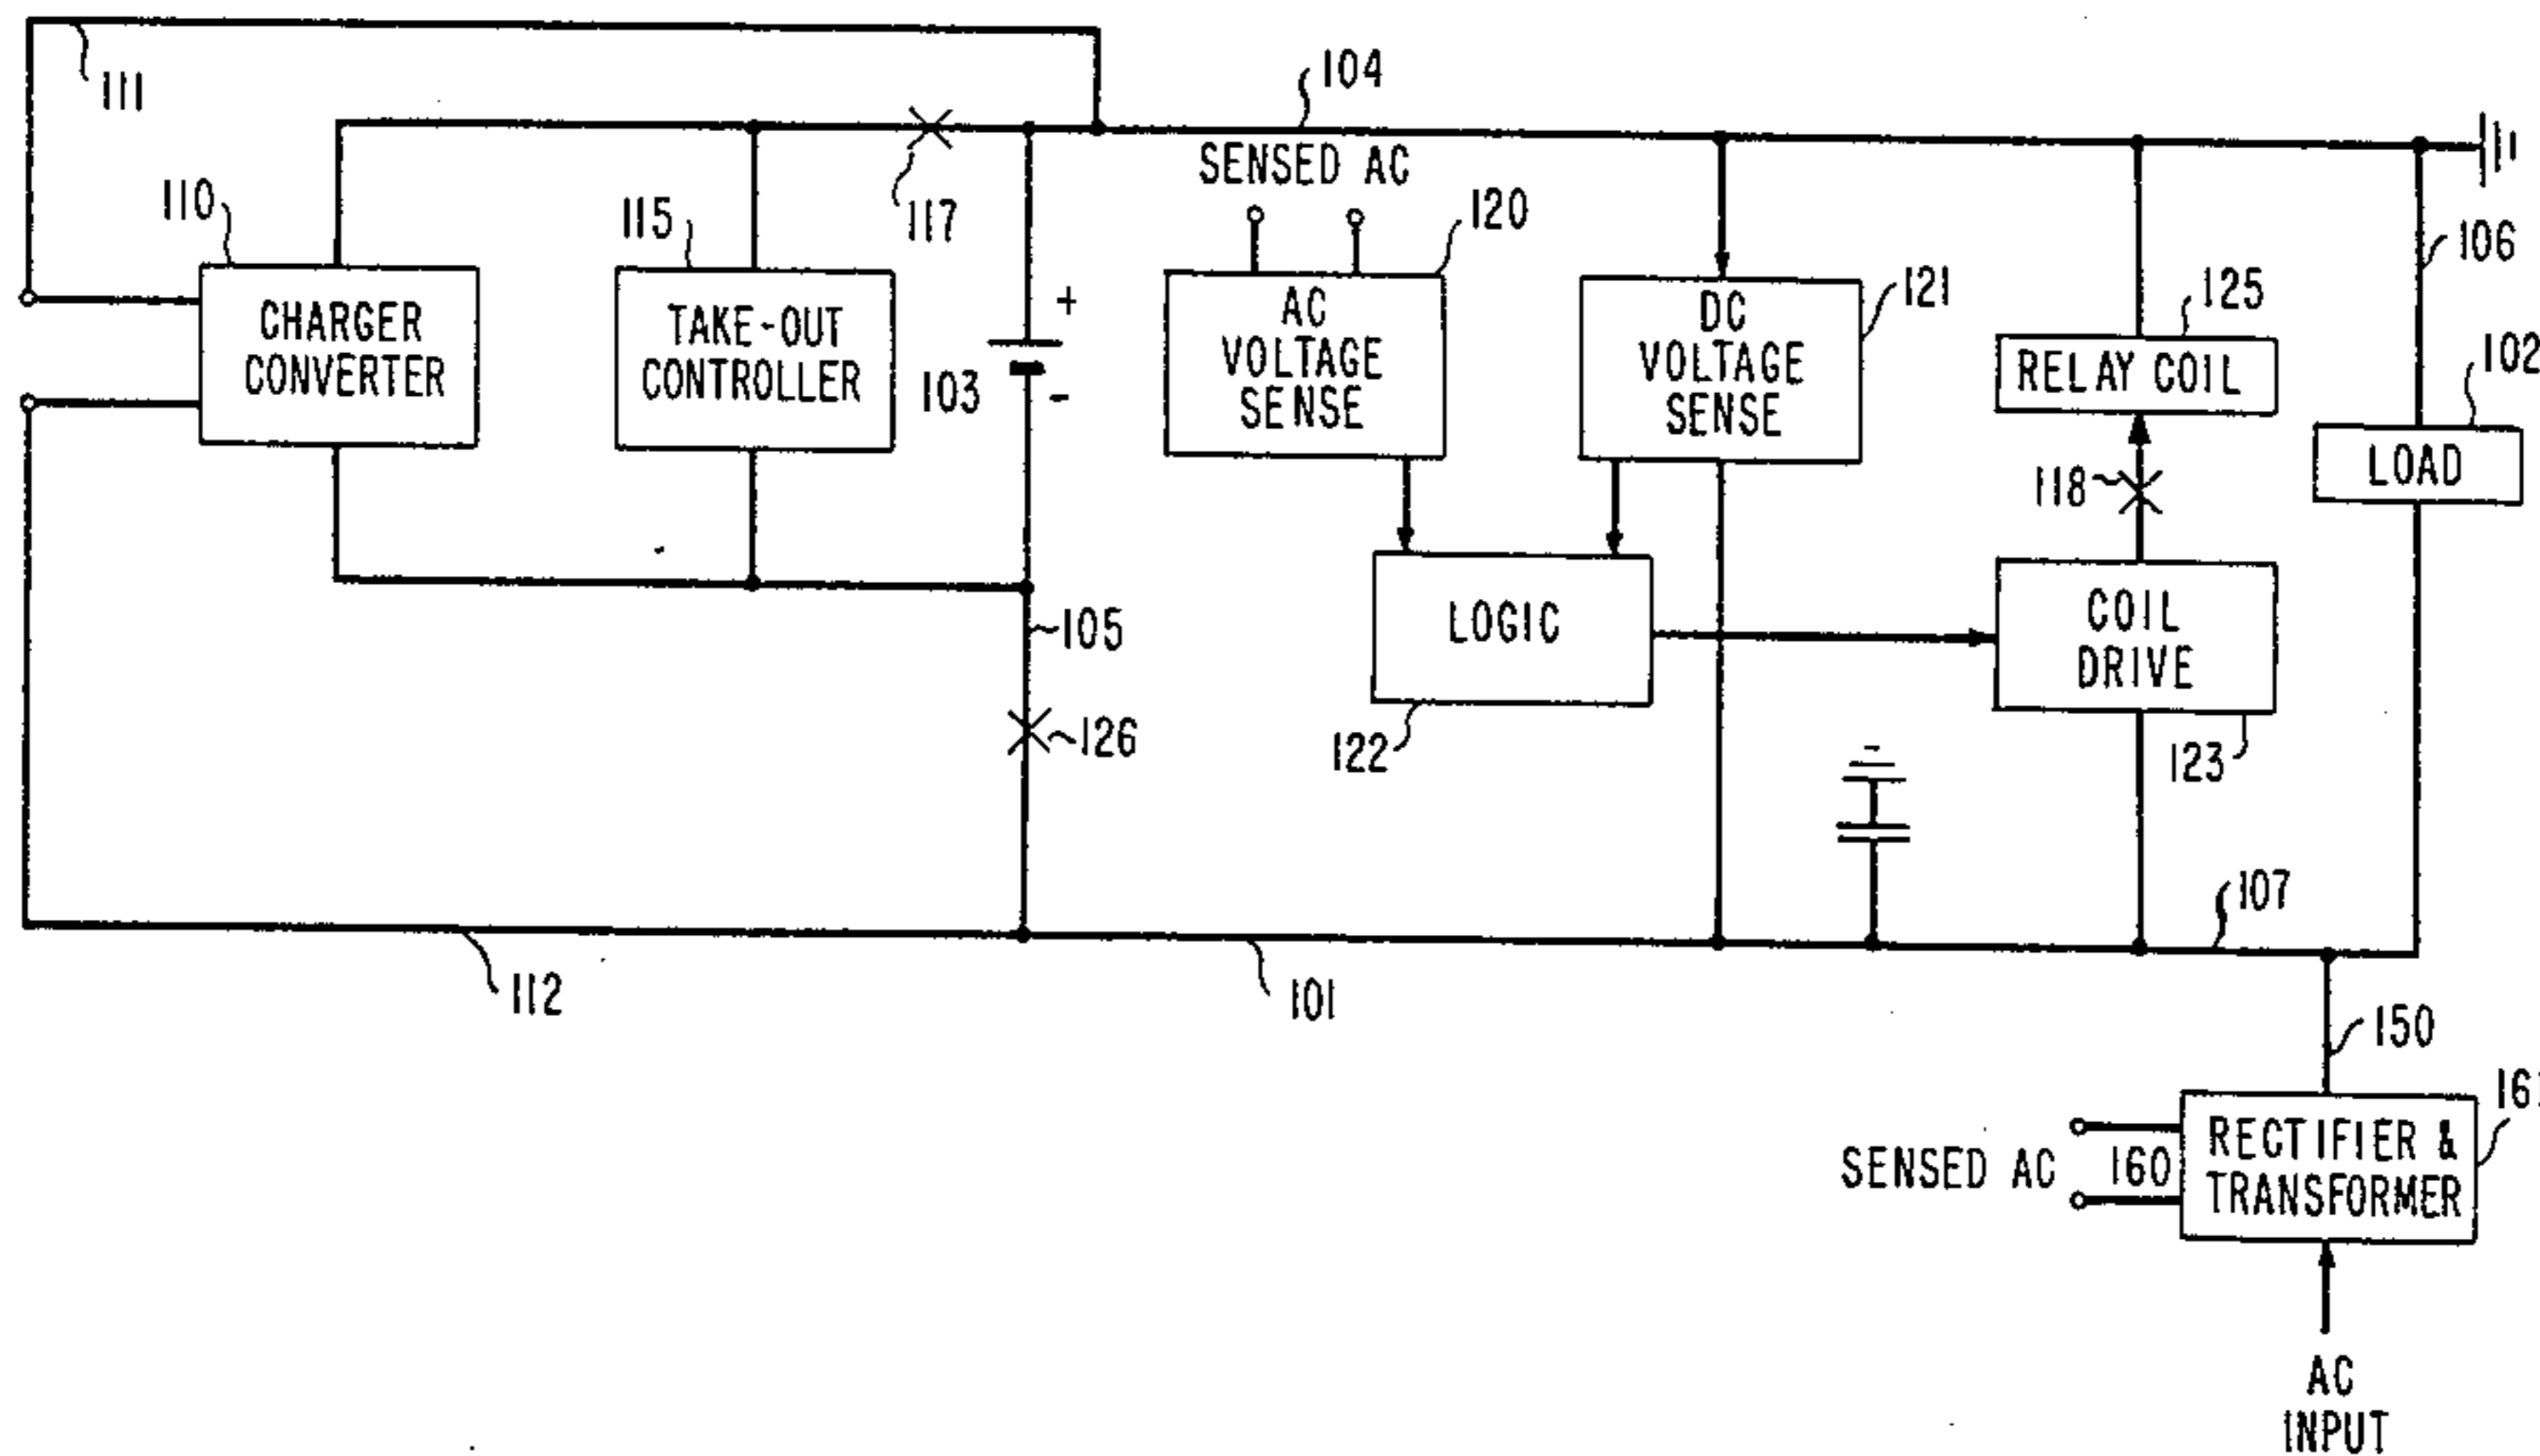 111
104
SENSED AC
110
115
117
120
106
CHARGER
CONVERTER
TAKE-OUT
CONTROLLER
103
+
-
AC
VOLTAGE
SENSE
DC
VOLTAGE
SENSE
121
125
RELAY COIL
102
LOAD
118
105
LOGIC
COIL
DRIVE
126
122
123
107
112
101
150
161
SENSED AC
160
RECTIFIER &
TRANSFORMER
AC
INPUT